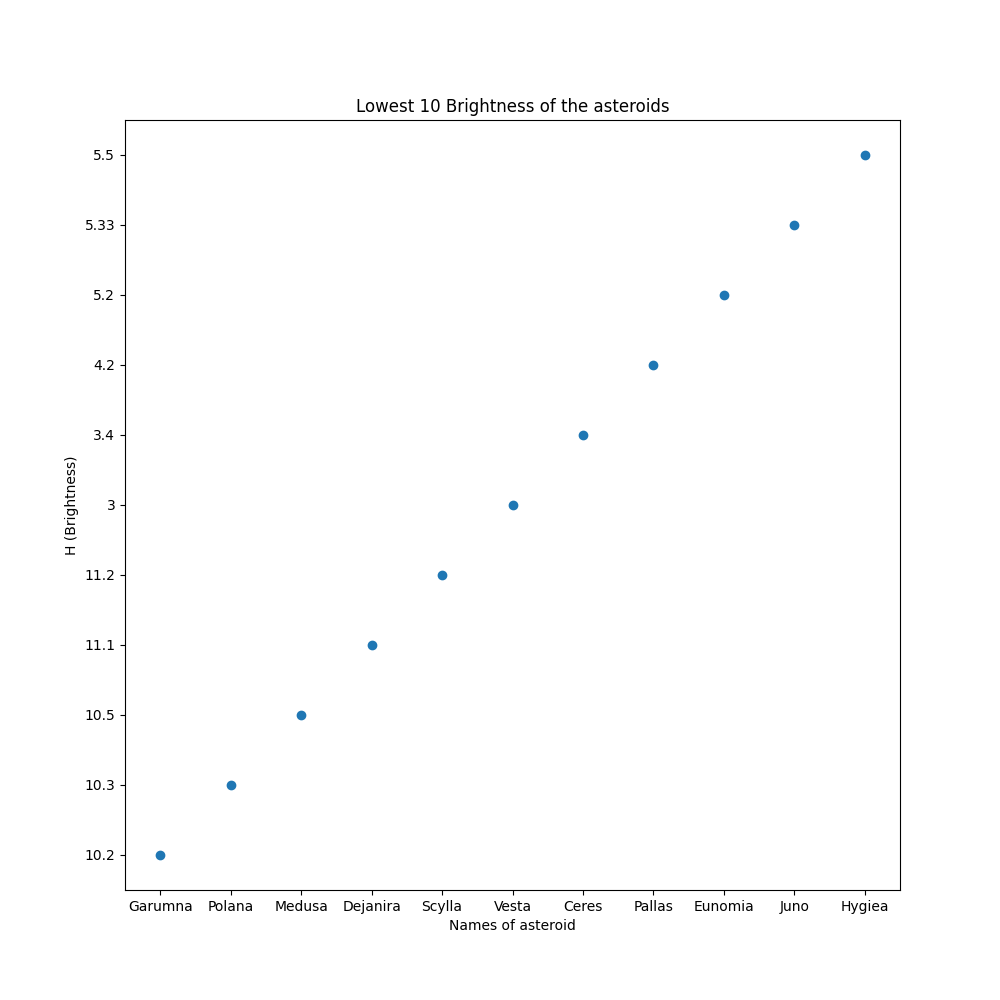 Lowest 10 Brightness of the asteroids
H (Brightness)
5.5
5.33
5.2
4.2
3.4
3
11.2
11.1
10.5
10.3
10.2
Garumna Polana Medusa Dejanira Scylla Vesta Ceres Pallas Eunomia Juno Hygiea
Names of asteroid